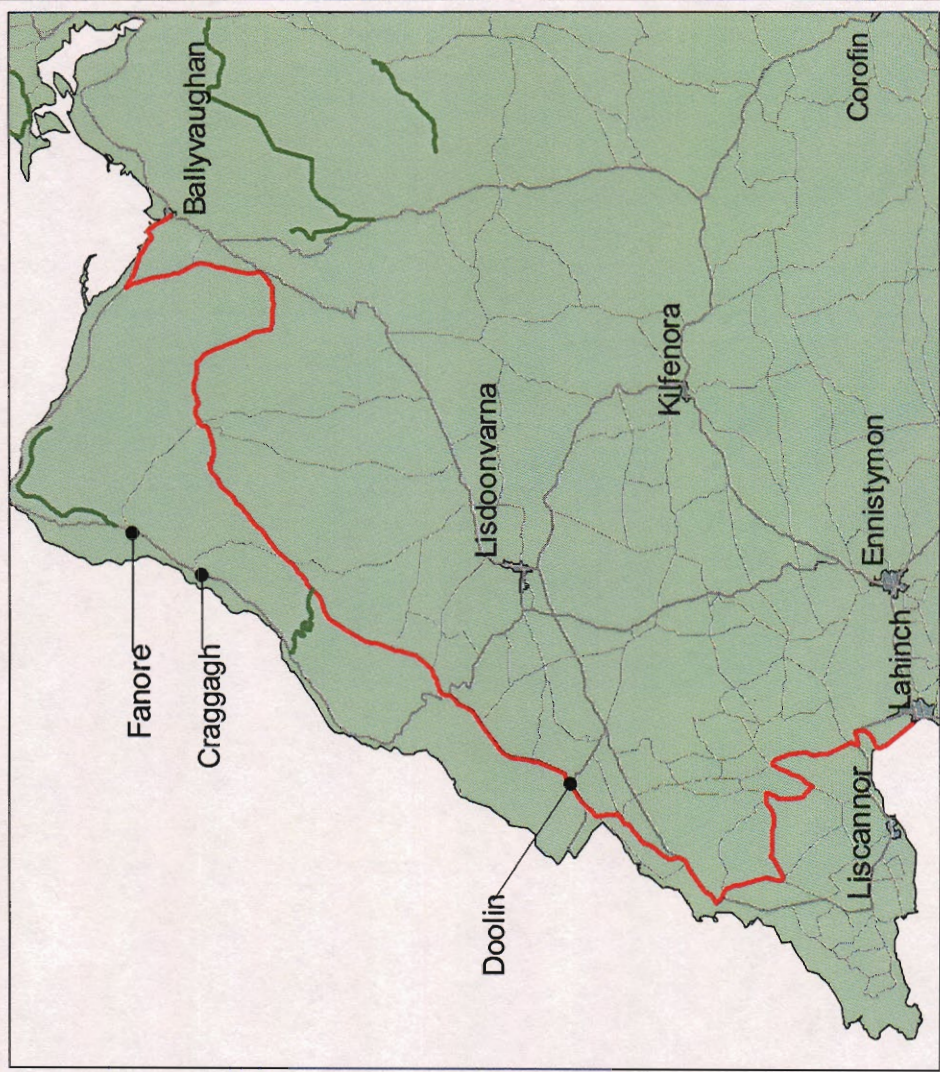 Ballyvaughan
Fanore
Craggagh
Lisdoonvarna
Kilfenora
Corofin
Doolin
Ennistymon
Lahinch
Liscannor